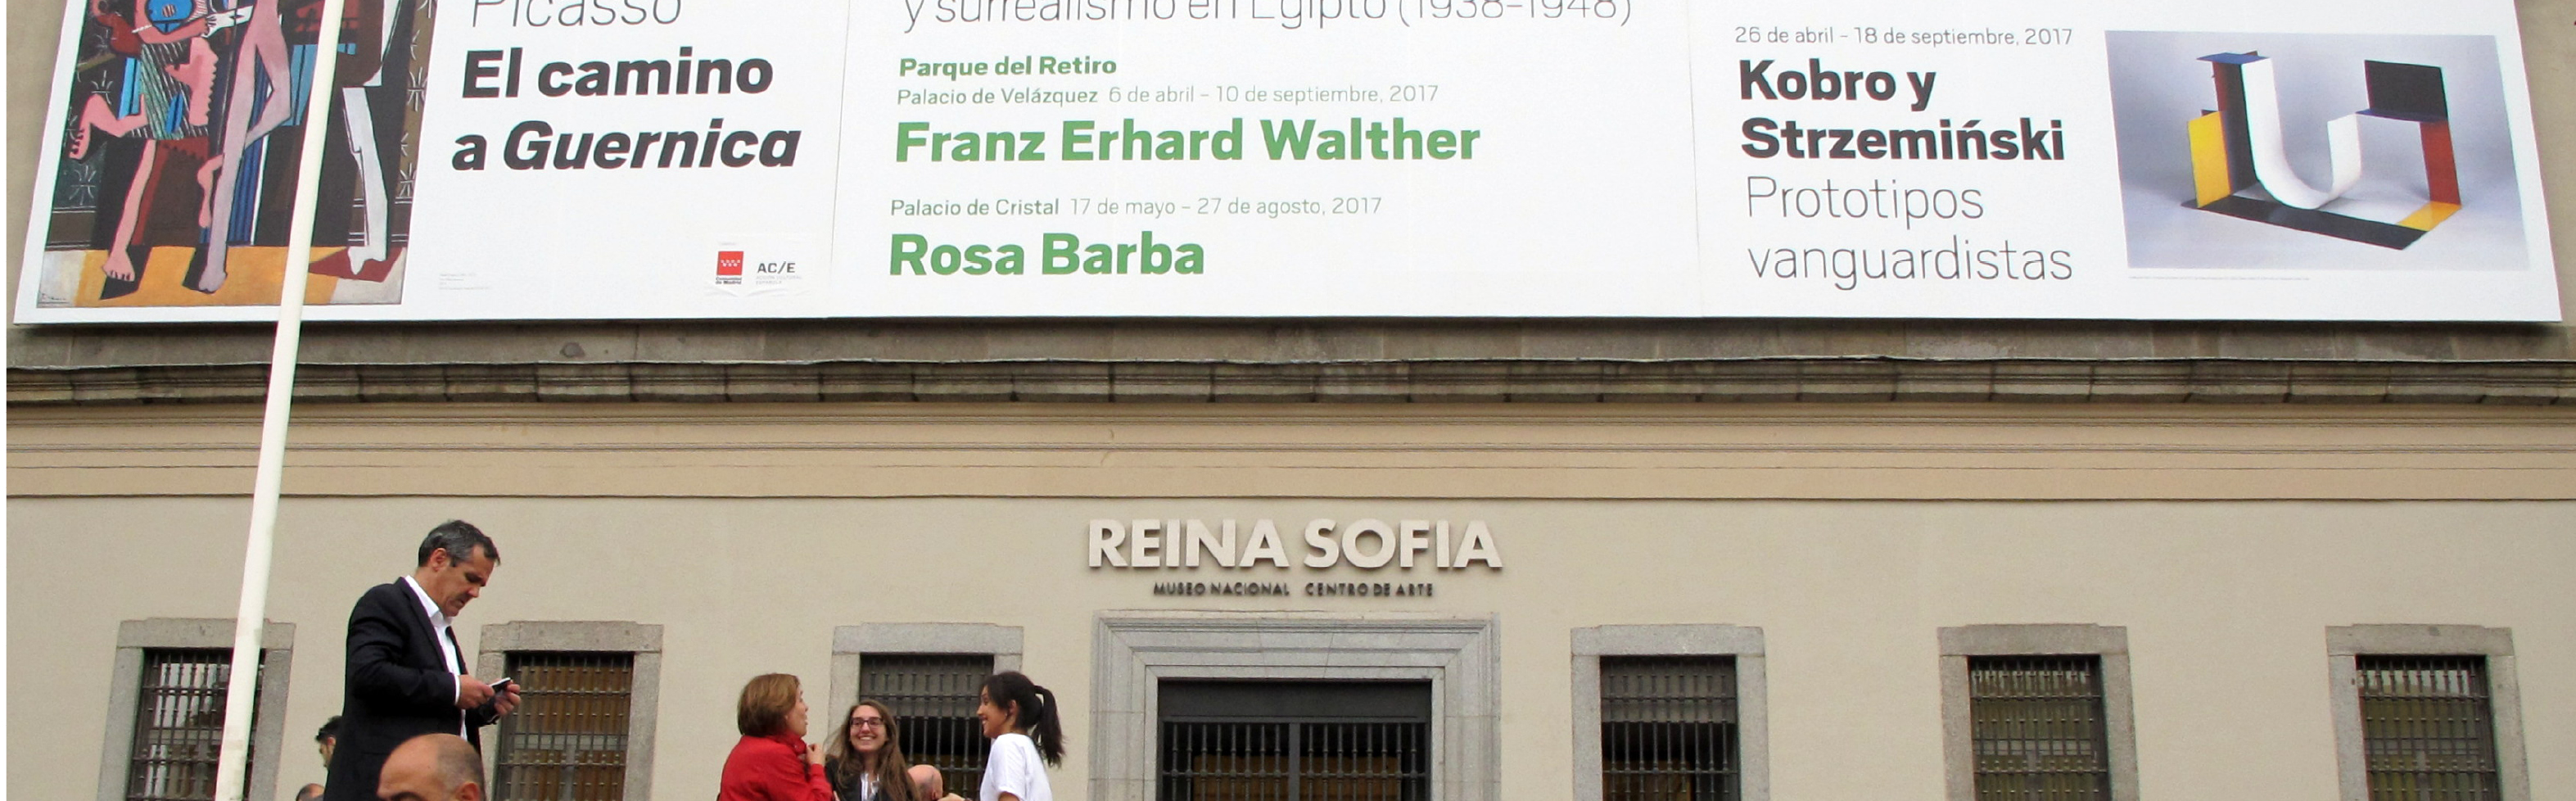 Picasso
El camino
a Guernica
AC/E
y surrealismo en Egipto (1938-1948)
Parque del Retiro
Palacio de Velázquez 6 de abril - 10 de septiembre, 2017
Franz Erhard Walther
Palacio de Cristal 17 de mayo - 27 de agosto, 2017
Rosa Barba
26 de abril - 18 de septiembre, 2017
Kobro y
Strzemiński
Prototipos
vanguardistas
REINA SOFIA
MUSEO NACIONAL CENTRO DE ARTE